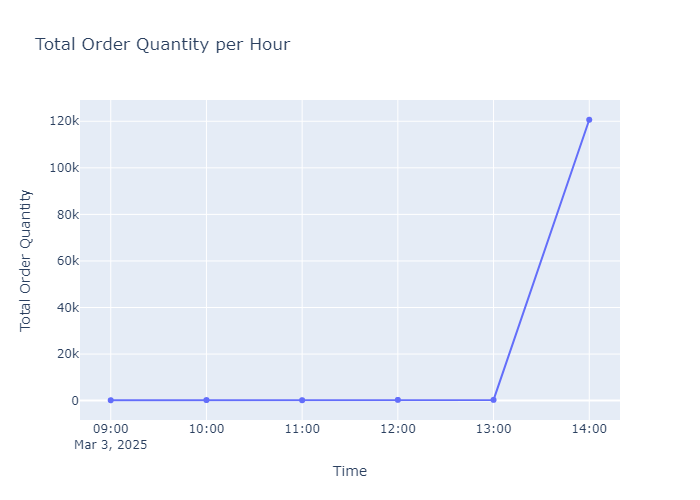 Total Order Quantity per Hour
Total Order Quantity
120k
100k
80k
60k
40k
20k
0
09:00 10:00 11:00 12:00 13:00 14:00
Mar 3, 2025
Time